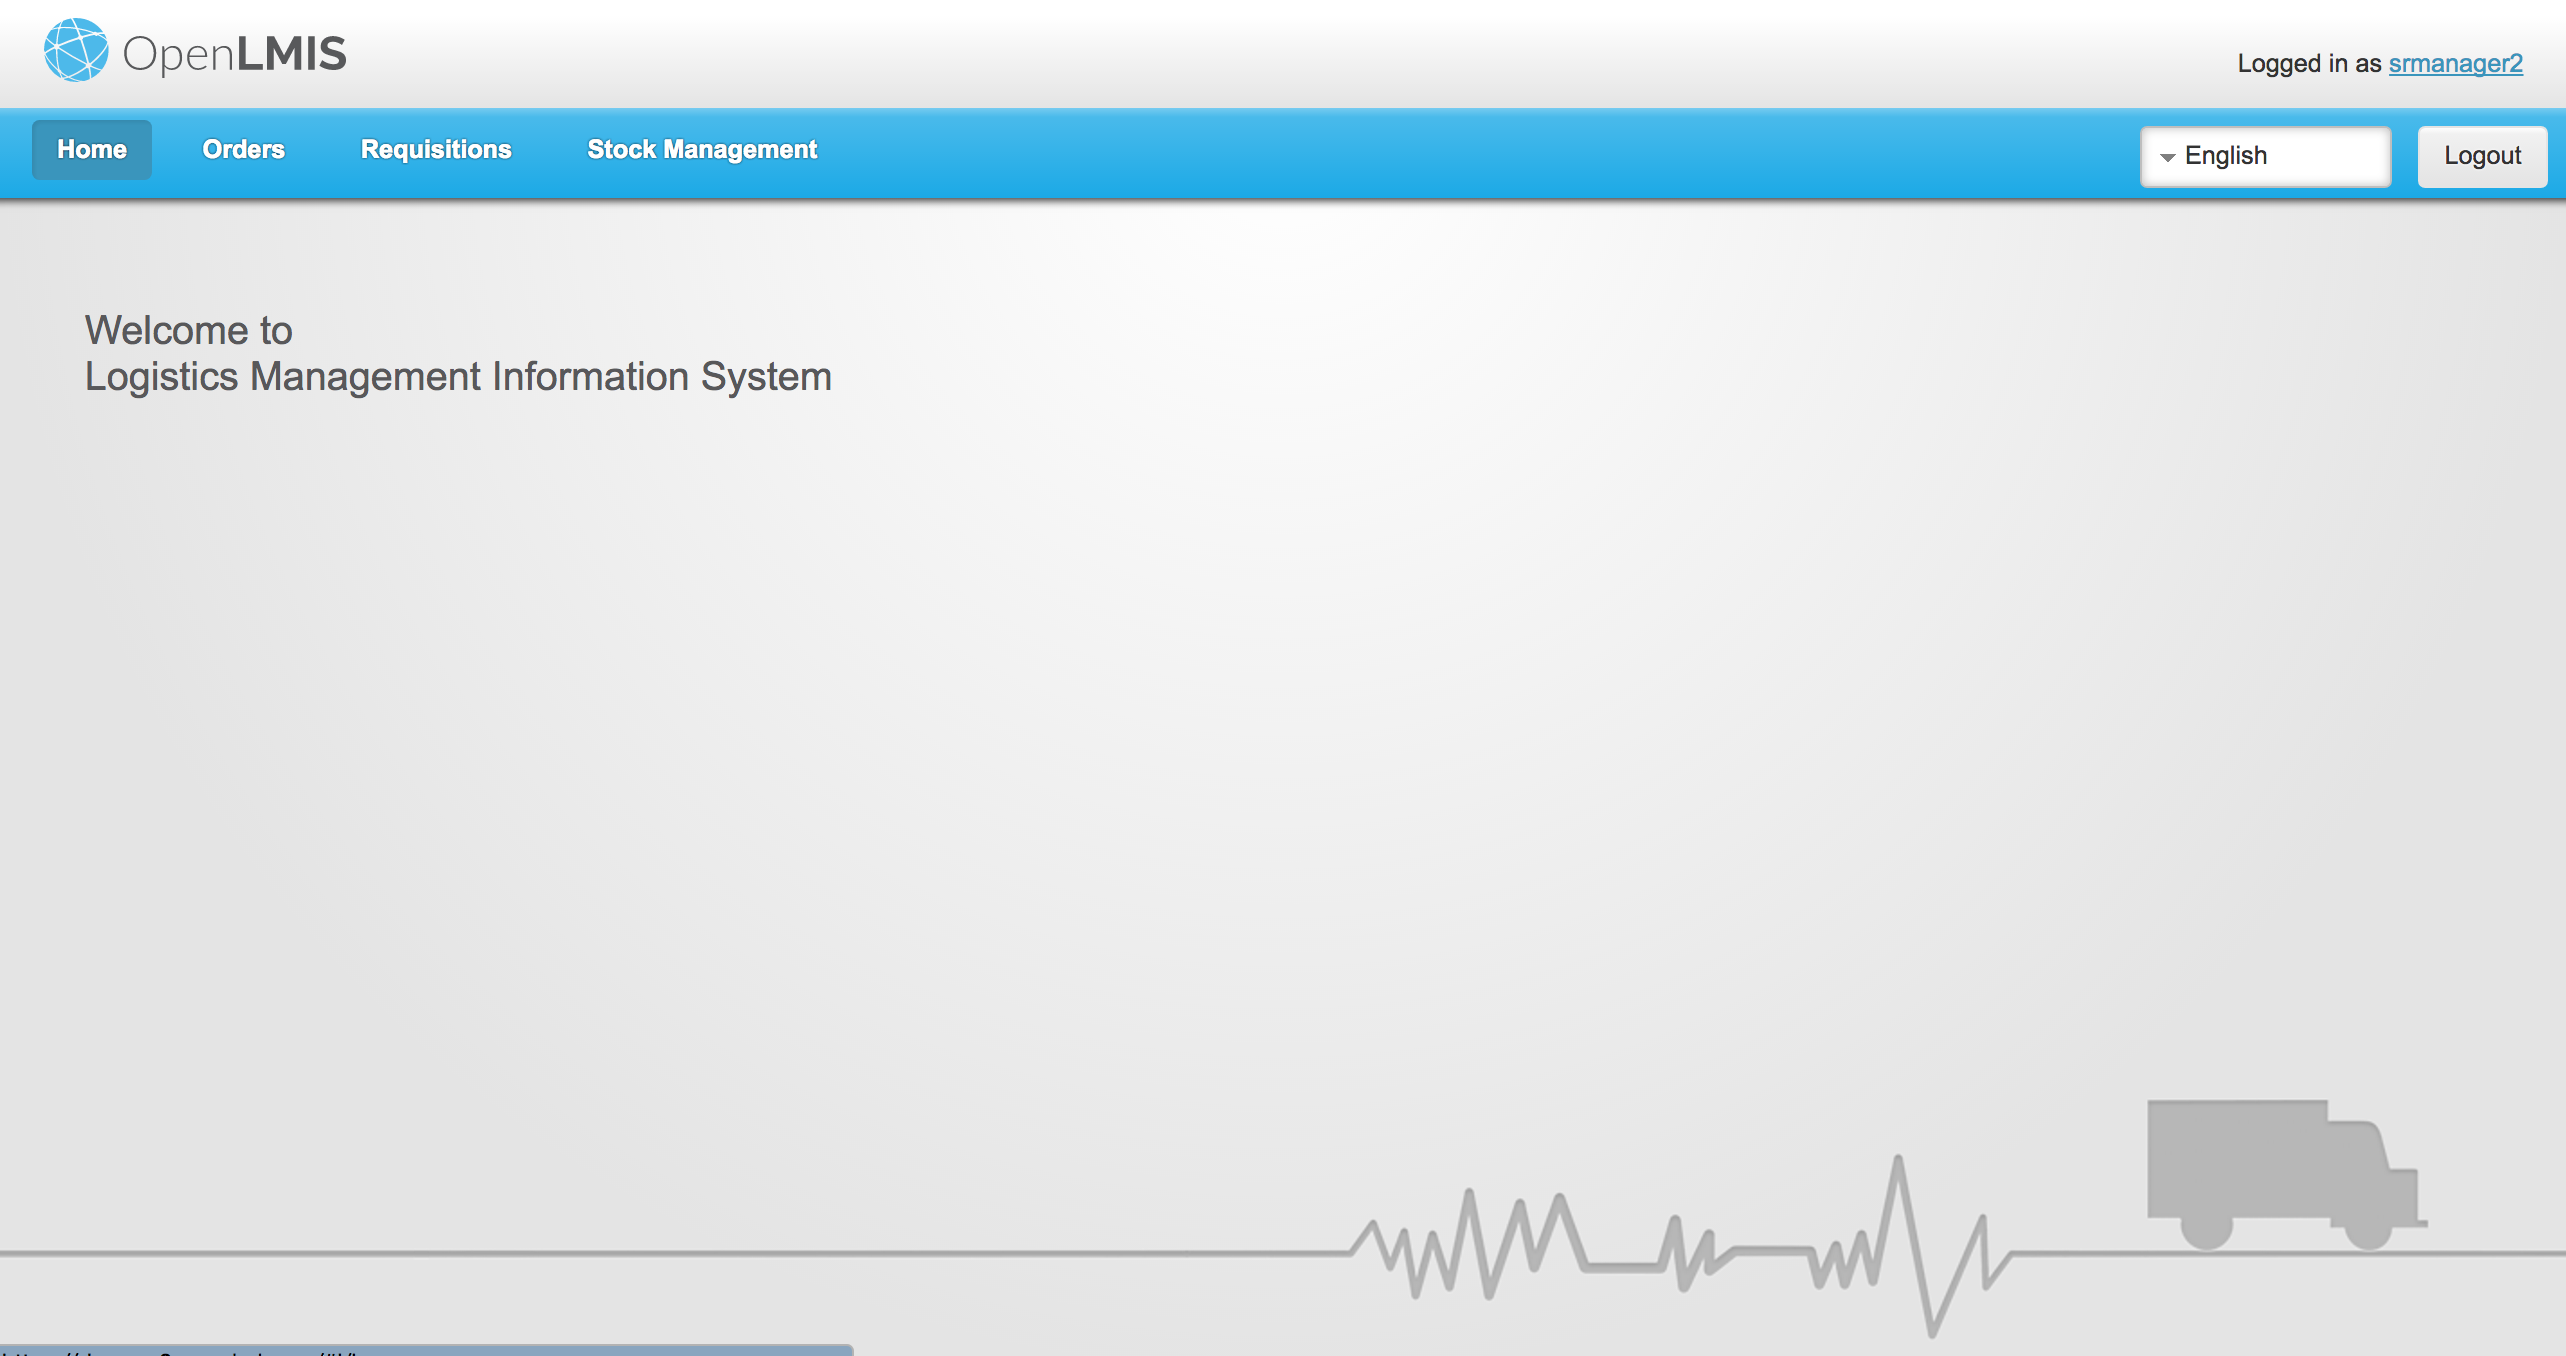 OpenLMIS
Logged in as srmanager2
Home Orders Requisitions Stock Management English Logout
Welcome to
Logistics Management Information System